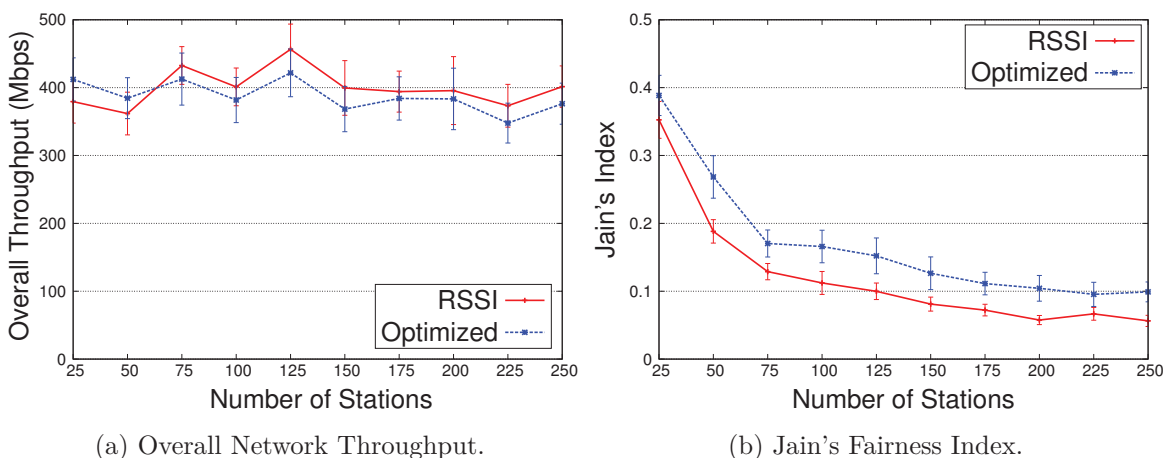 500
400
300
200
100
0
Overall Throughput (Mbps)
RSSI
Optimized
25 50 75 100 125 150 175 200 225 250
Number of Stations
(a) Overall Network Throughput.
0.5
0.4
0.3
0.2
0.1
0
Jain's Index
RSSI
Optimized
25 50 75 100 125 150 175 200 225 250
Number of Stations
(b) Jain's Fairness Index.